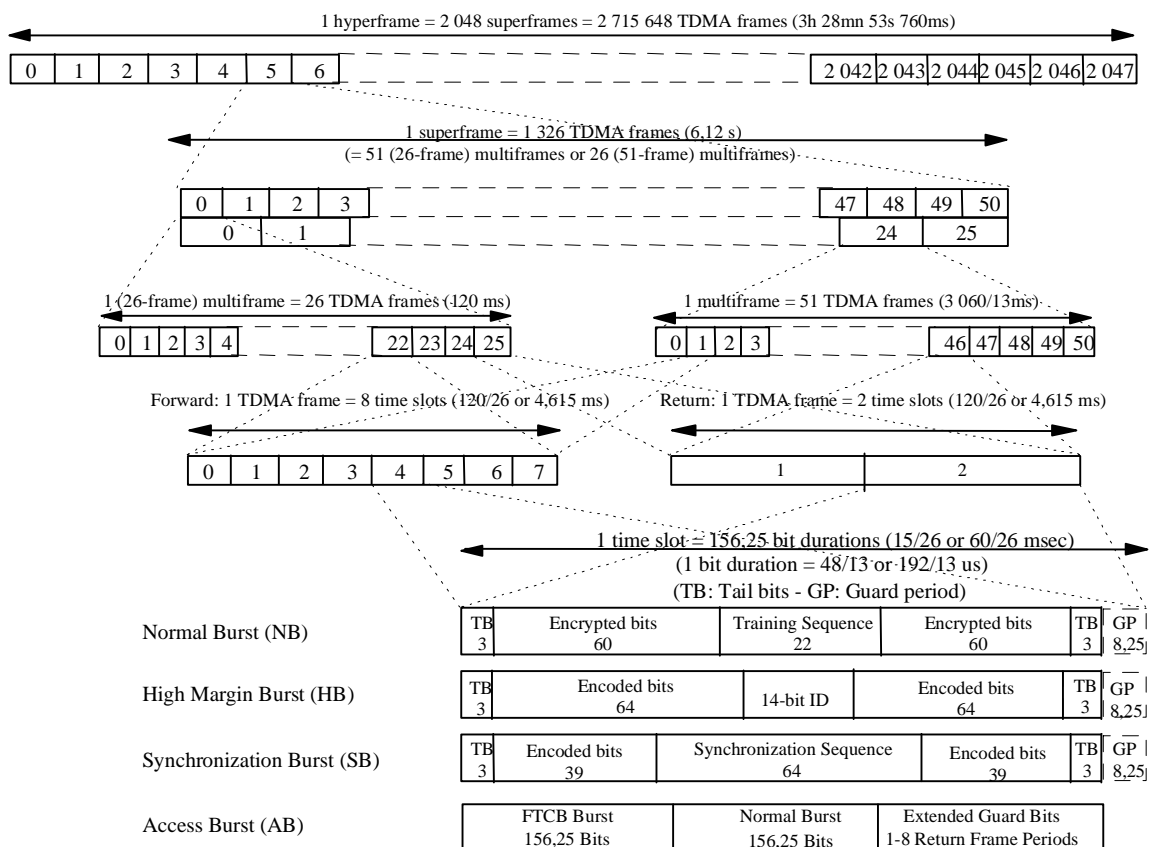 1 hyperframe = 2 048 superframes = 2 715 648 TDMA frames (3h 28mn 53s 760ms)
0 1 2 3 4 5 6 2 042 2 043 2 044 2 045 2 046 2 047
1 superframe = 1 326 TDMA frames (6,12 s)
(= 51 (26-frame) multiframes or 26 (51-frame) multiframes)
0 1 2 3 47 48 49 50
0 1 24 25
1 (26-frame) multiframe = 26 TDMA frames (120 ms) 1 multiframe = 51 TDMA frames (3 060/13ms)
0 1 2 3 4 22 23 24 25 0 1 2 3 46 47 48 49 50
Forward: 1 TDMA frame = 8 time slots (120/26 or 4,615 ms) Return: 1 TDMA frame = 2 time slots (120/26 or 4,615 ms)
0 1 2 3 4 5 6 7 1 2
1 time slot = 156,25 bit durations (15/26 or 60/26 msec)
(1 bit duration = 48/13 or 192/13 us)
(TB: Tail bits - GP: Guard period)
Normal Burst (NB) TB Encrypted bits Training Sequence Encrypted bits TB GP
3 60 22 60 3 8,25
High Margin Burst (HB) TB Encoded bits 14-bit ID Encoded bits TB GP
3 64 64 3 8,25
Synchronization Burst (SB) TB Encoded bits Synchronization Sequence Encoded bits TB GP
3 39 64 39 3 8,25
Access Burst (AB) FTCB Burst Normal Burst Extended Guard Bits
156,25 Bits 156,25 Bits 1-8 Return Frame Periods